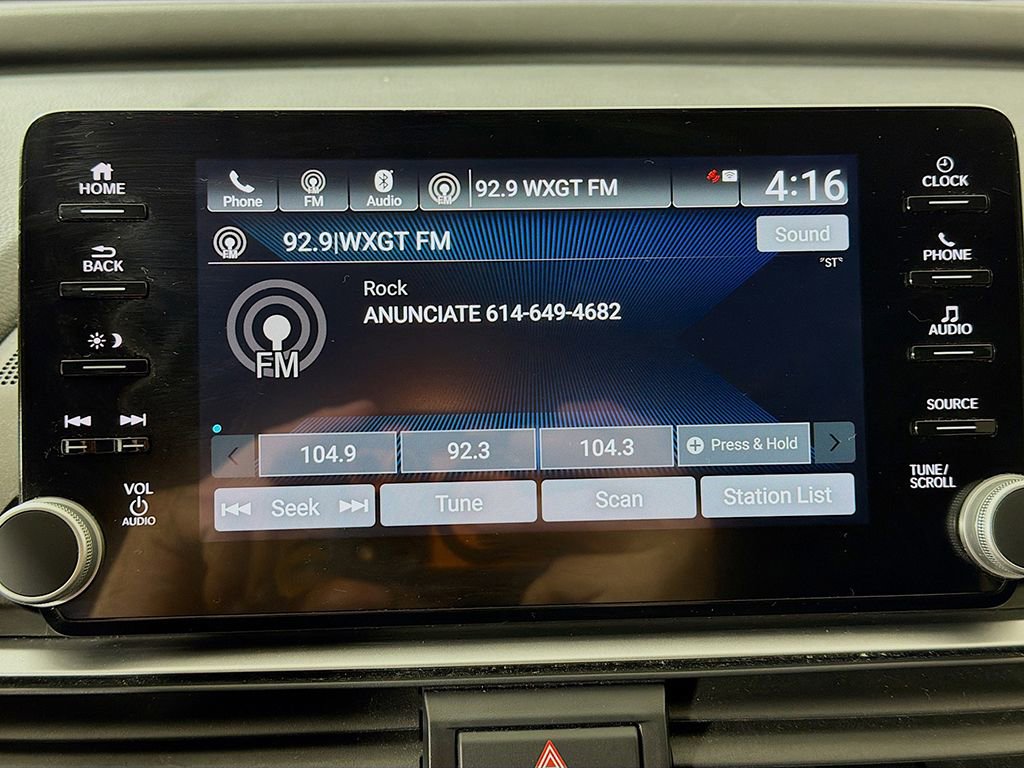 HOME
BACK
VOL
AUDIO
Phone
FM
Audio
FM
92.9 WXGT FM
4:16
FM
92.9|WXGT FM
Sound
"ST"
FM
Rock
ANUNCIATE 614-649-4682
104.9
92.3
104.3
Press & Hold
Seek
Tune
Scan
Station List
CLOCK
PHONE
AUDIO
SOURCE
TUNE/
SCROLL